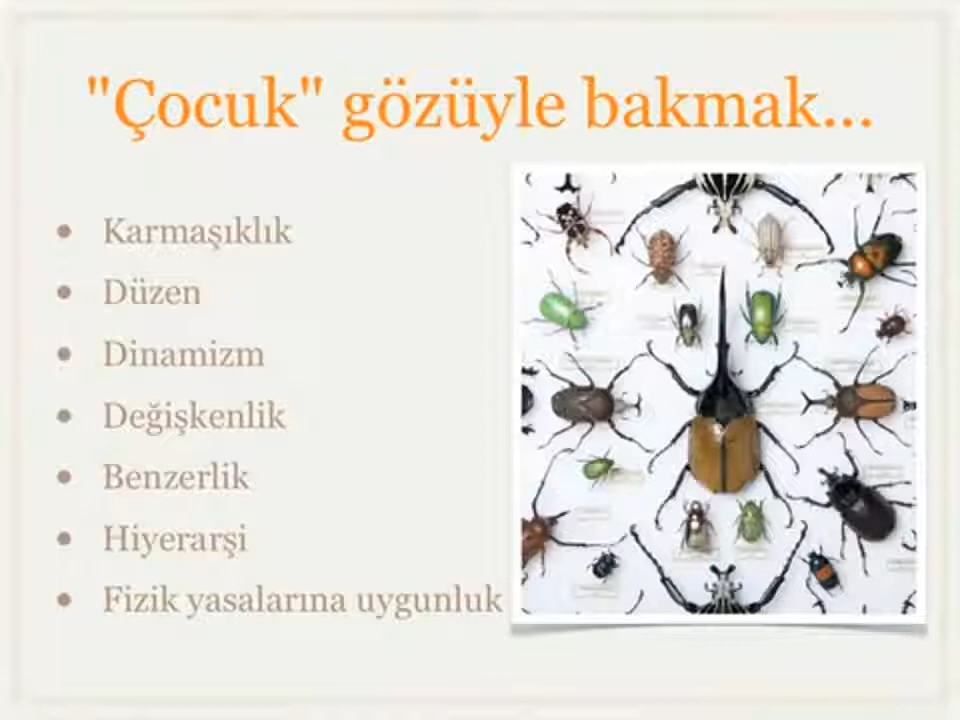 "Çocuk" gözüyle bakmak...
• Karmaşıklık
• Düzen
• Dinamizm
• Değişkenlik
• Benzerlik
• Hiyerarşi
• Fizik yasalarına uygunluk